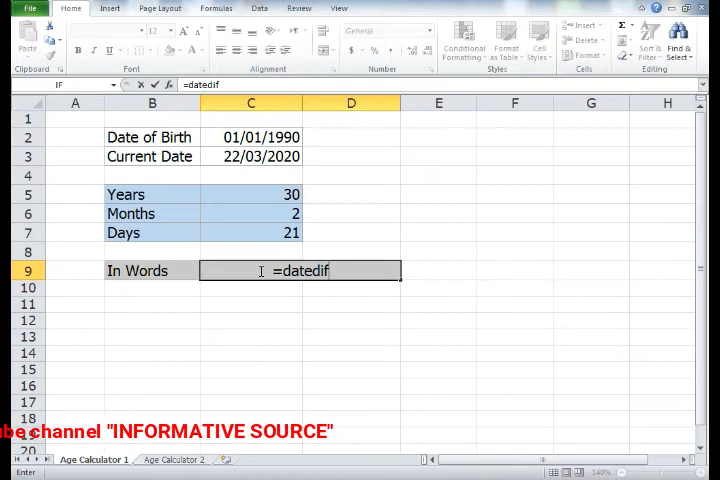 File Home Insert Page Layout Formulas Data Review View
Paste
12 A A
General
Conditional Formatting
Format as Table
Cell Styles
Insert
Delete
Format
Sort & Filter
Find & Select
Clipboard Font Alignment Number Styles Cells Editing
IF =datedif
A B C D E F G H
1
2 Date of Birth 01/01/1990
3 Current Date 22/03/2020
4
5 Years 30
6 Months 2
7 Days 21
8
9 In Words =datedif
10
11
12
13
14
15
16
17
18
be channel "INFORMATIVE SOURCE"
19
20
Age Calculator 1 Age Calculator 2
Enter 140%